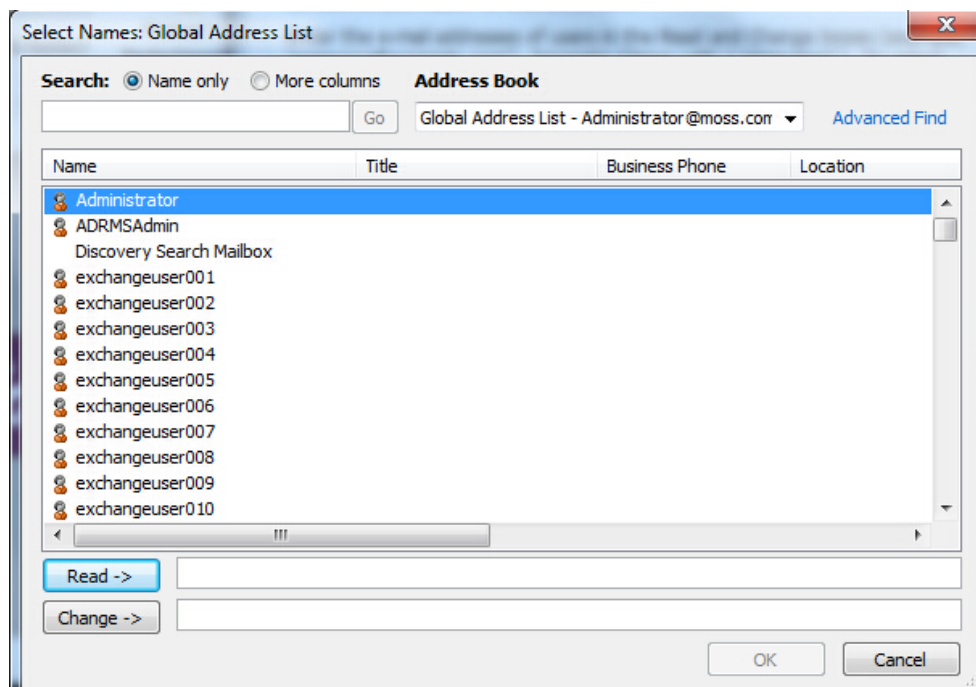 Select Names: Global Address List
Search: Name only More columns Address Book
Go Global Address List - Administrator@moss.com Advanced Find
Name Title Business Phone Location
Administrator
ADRMSAdmin
Discovery Search Mailbox
exchangeuser001
exchangeuser002
exchangeuser003
exchangeuser004
exchangeuser005
exchangeuser006
exchangeuser007
exchangeuser008
exchangeuser009
exchangeuser010
Read ->
Change ->
OK Cancel